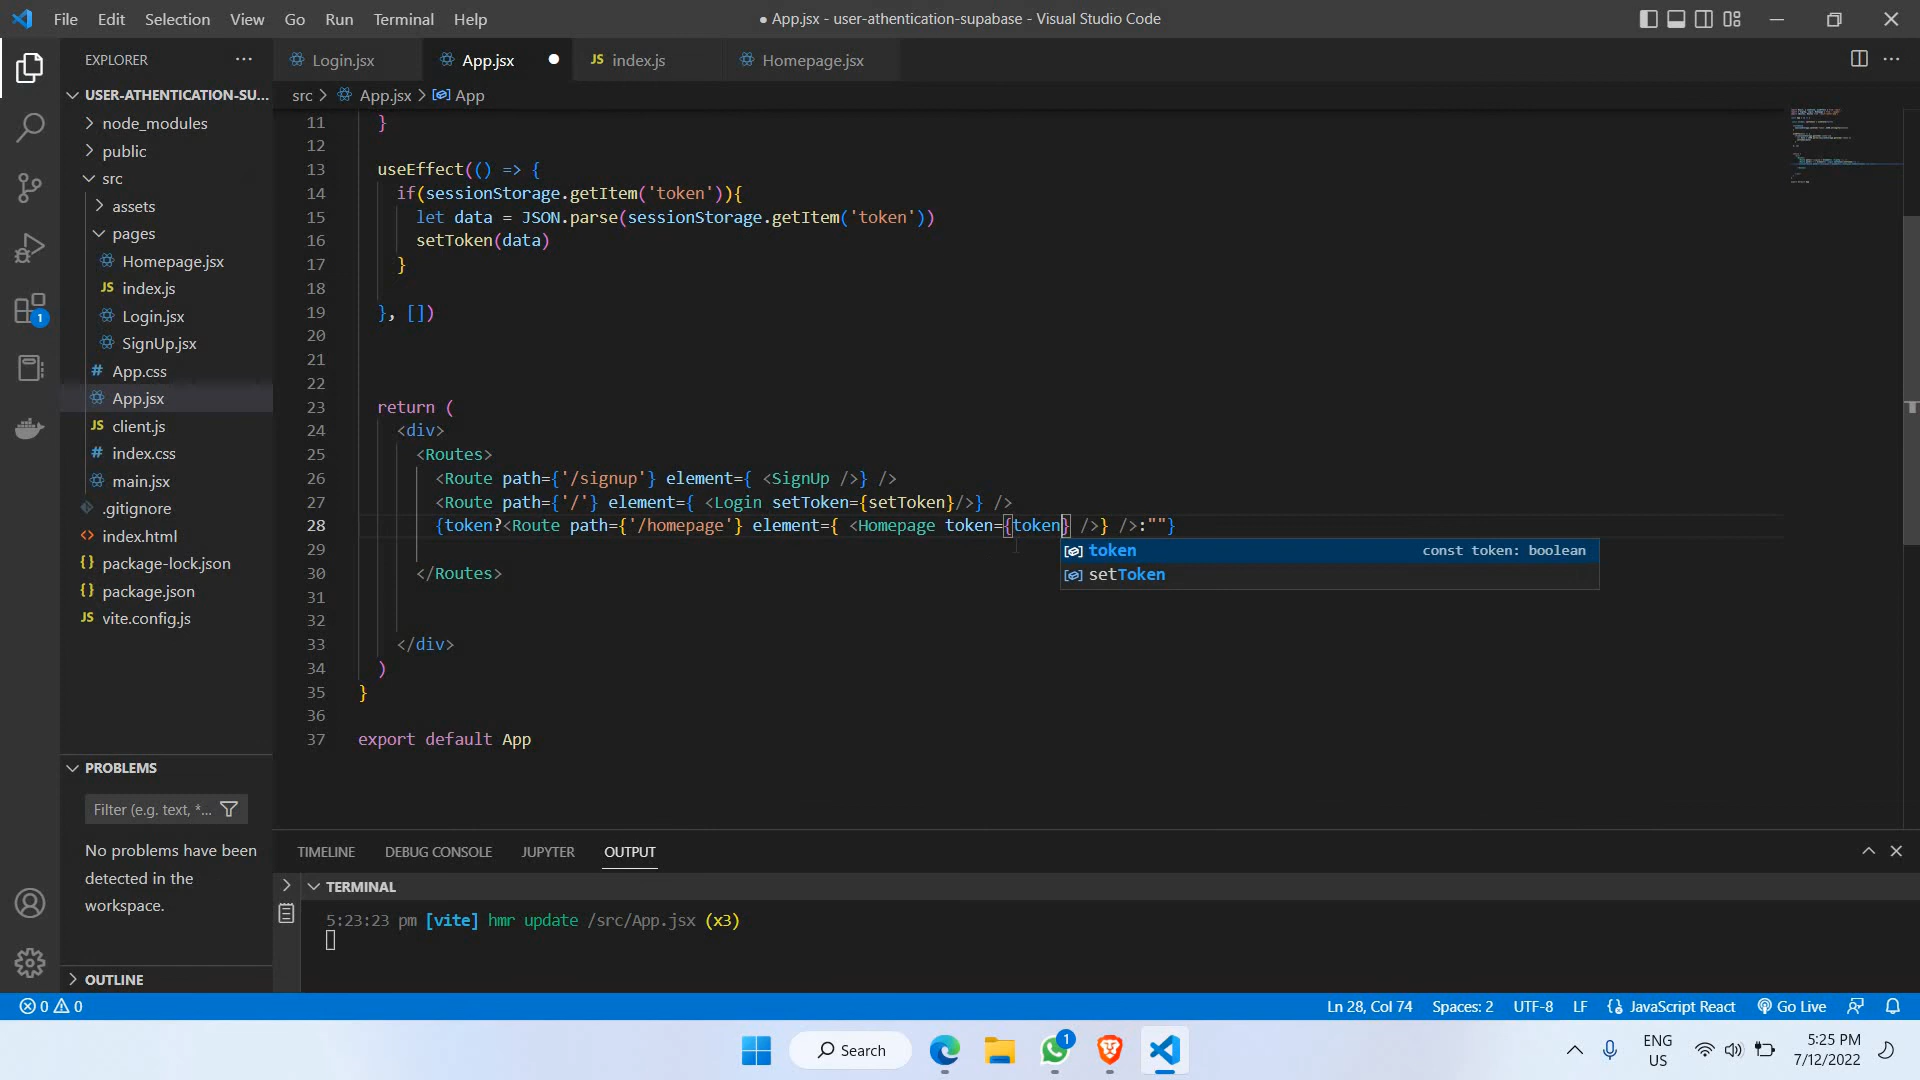 File Edit Selection View Go Run Terminal Help
● App.jsx - user-athentication-supabase - Visual Studio Code
EXPLORER
Login.jsx
App.jsx
JS index.js
Homepage.jsx
USER-ATHENTICATION-SU...
src > App.jsx > App
node_modules
public
src
assets
pages
Homepage.jsx
JS index.js
Login.jsx
SignUp.jsx
# App.css
App.jsx
JS client.js
# index.css
main.jsx
.gitignore
<> index.html
{} package-lock.json
{} package.json
JS vite.config.js
1
11 }
12
13 useEffect(() => {
14 if(sessionStorage.getItem('token')){
15 let data = JSON.parse(sessionStorage.getItem('token'))
16 setToken(data)
17 }
18
19 }, [])
20
21
22
23 return (
24 <div>
25 <Routes>
26 <Route path={'/signup'} element={ <SignUp />} />
27 <Route path={'/'} element={ <Login setToken={setToken}/>} />
28 {token?<Route path={'/homepage'} element={ <Homepage token={token} />} />:""}
29
30 </Routes>
31
32
33 </div>
34 )
35 }
36
37 export default App
token const token: boolean
setToken
PROBLEMS
Filter (e.g. text, *...
No problems have been
detected in the
workspace.
OUTLINE
TIMELINE DEBUG CONSOLE JUPYTER OUTPUT
TERMINAL
5:23:23 pm [vite] hmr update /src/App.jsx (x3)
0 0
Ln 28, Col 74 Spaces: 2 UTF-8 LF {} JavaScript React Go Live
Search
1
ENG
US
5:25 PM
7/12/2022